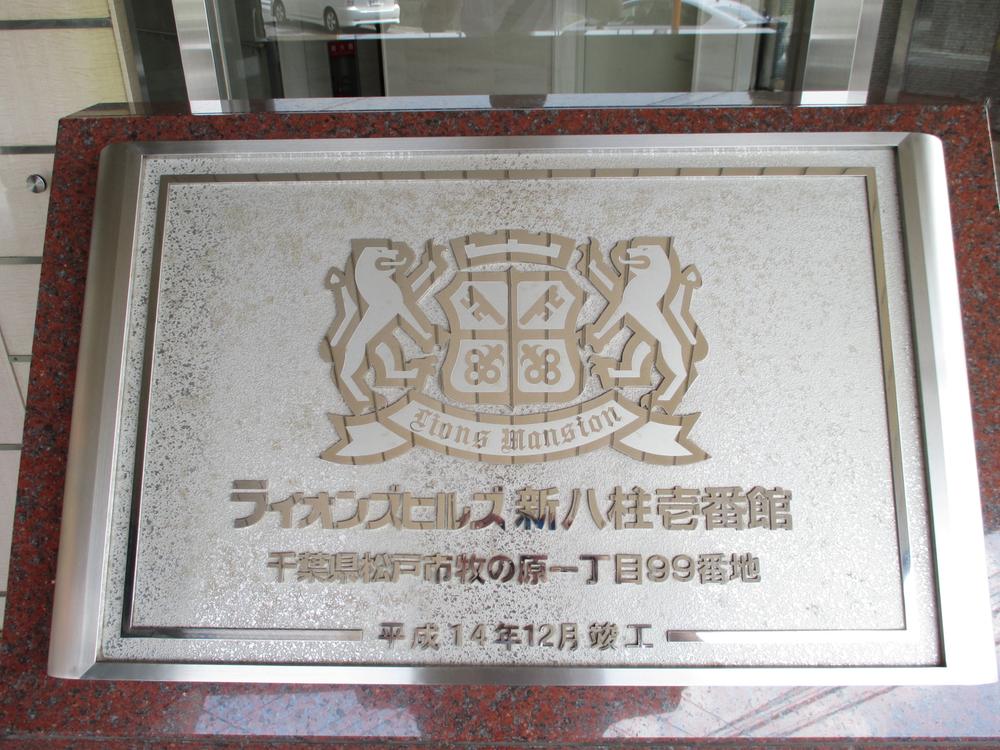 Lions Mansion
ライオンズヒルズ新八柱壱番館
千葉県松戸市牧の原一丁目99番地
平成14年12月竣工